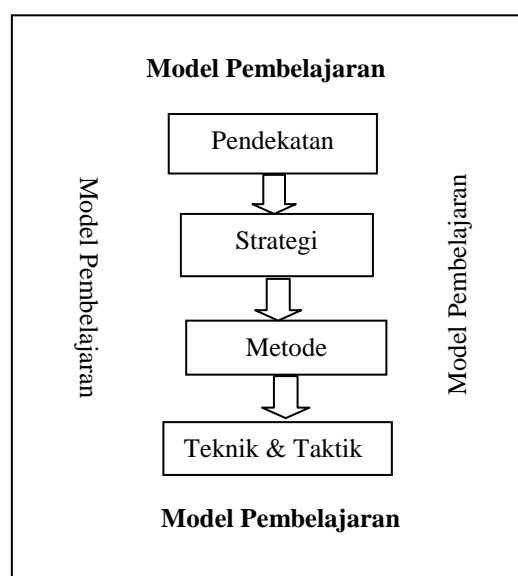 Model Pembelajaran
Pendekatan
Model Pembelajaran
Model Pembelajaran
Strategi
Metode
Teknik & Taktik
Model Pembelajaran